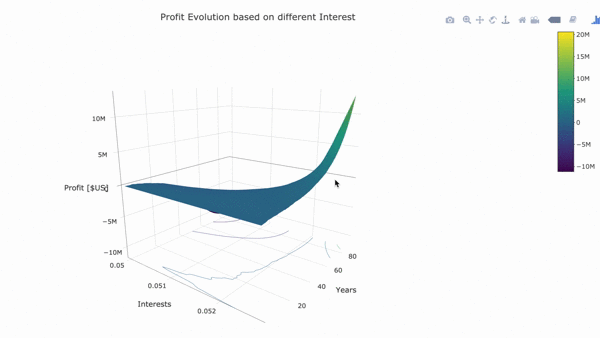 Profit Evolution based on different Interest
20M
15M
10M
5M
0
−5M
−10M
10M
5M
Profit [$US]
−5M
−10M
0.05
0.051
0.052
Interests
80
60
40
20
Years